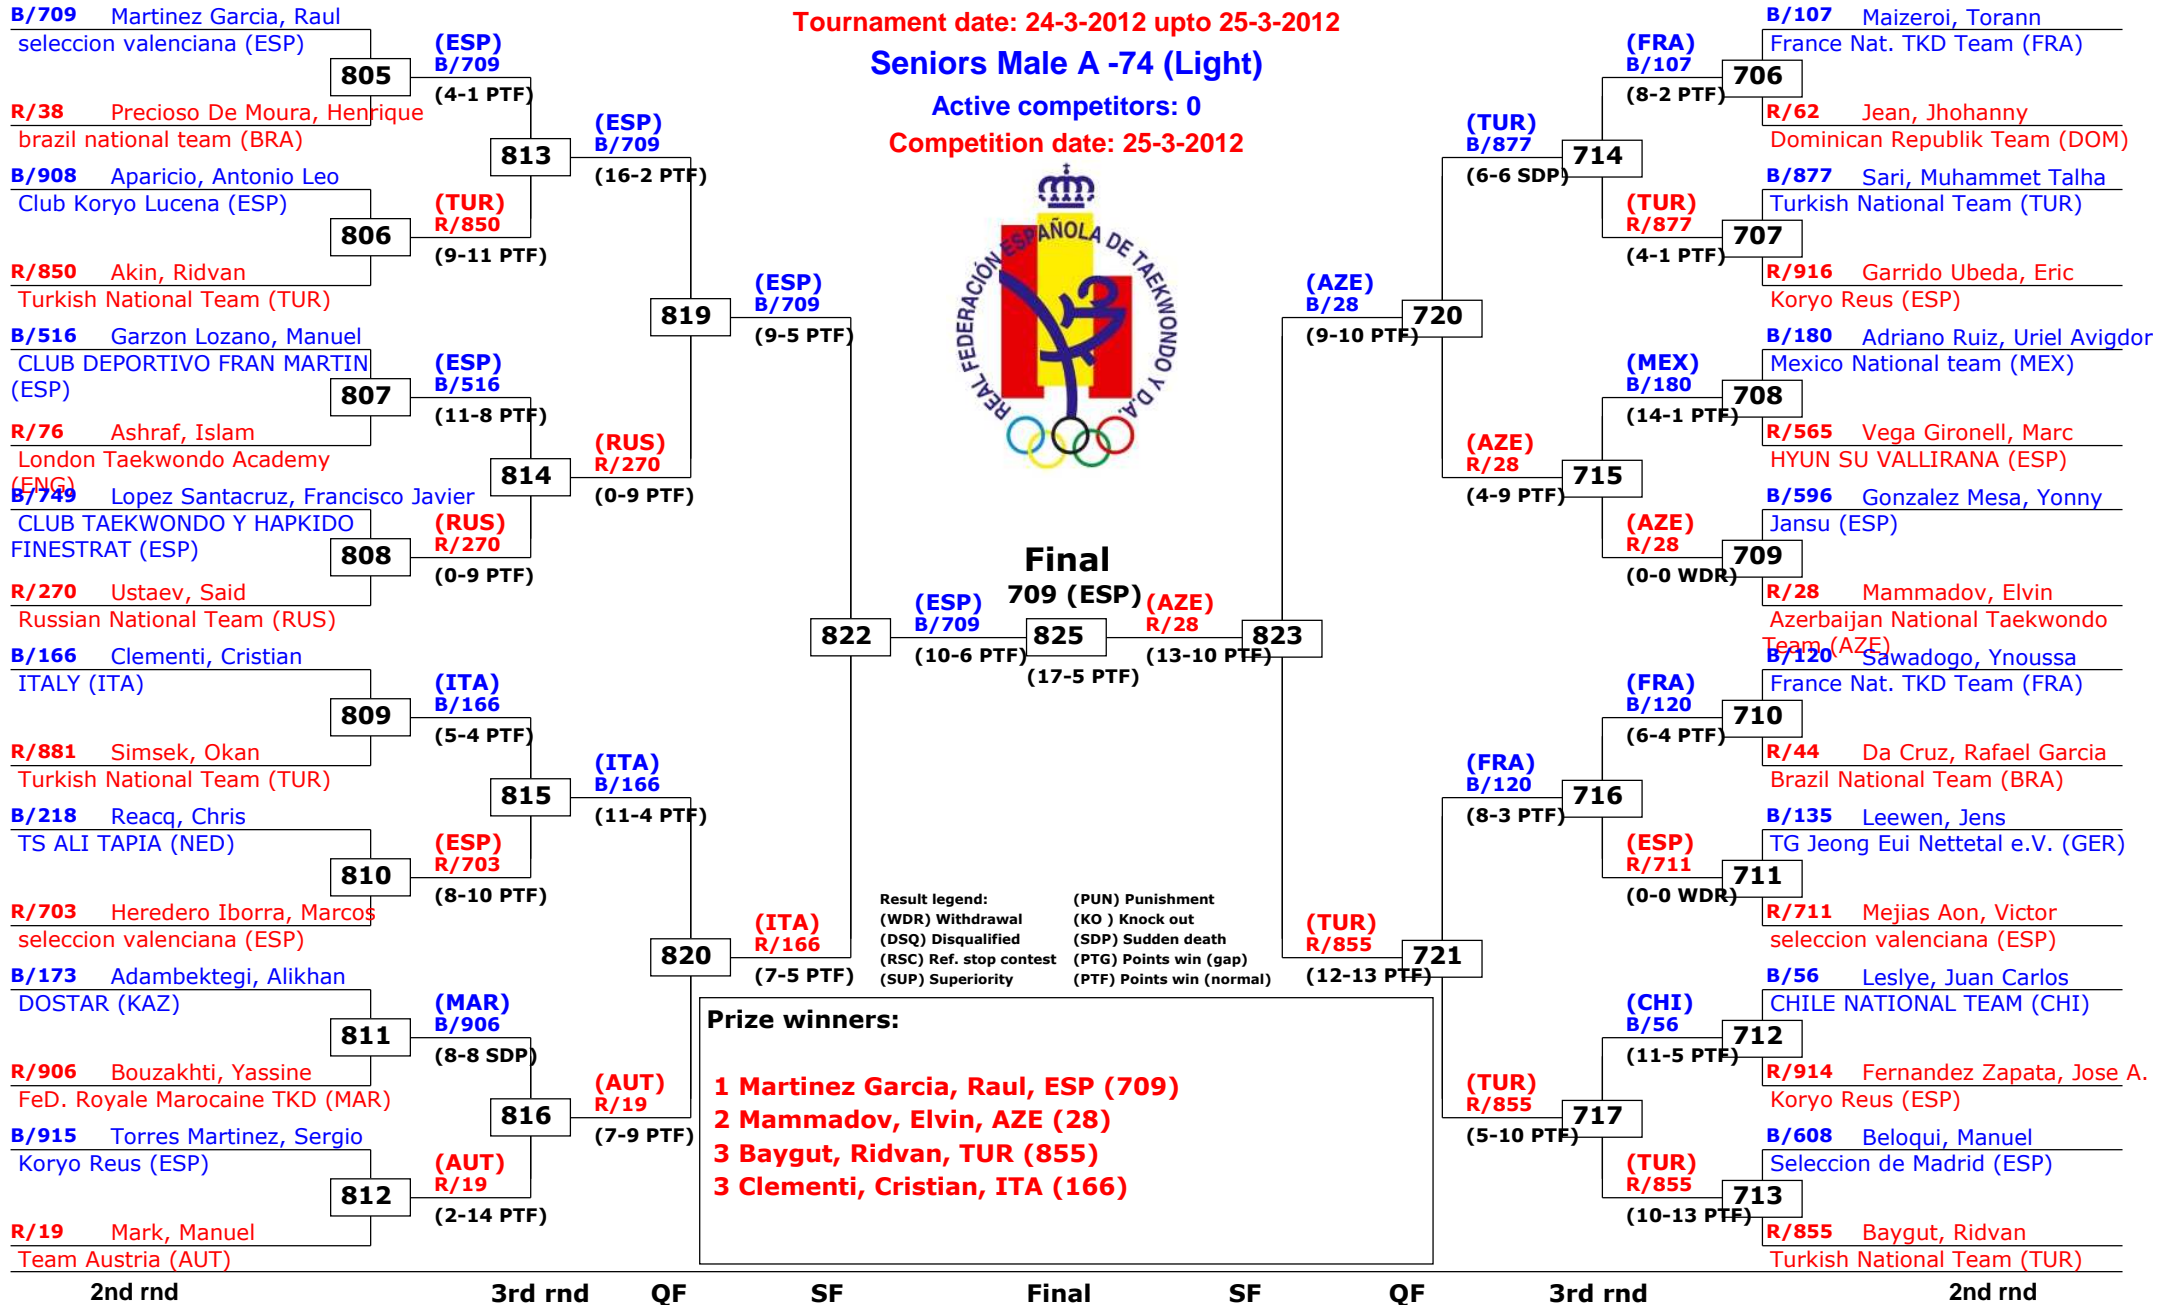 Tournament date: 24-3-2012 upto 25-3-2012
Seniors Male A -74 (Light)
Active competitors: 0
Competition date: 25-3-2012
REAL FEDERACIÓN ESPAÑOLA DE TAEKWONDO Y D.A.
B/709 Martinez Garcia, Raul
seleccion valenciana (ESP)
805
R/38 Precioso De Moura, Henrique
brazil national team (BRA)
B/908 Aparicio, Antonio Leo
Club Koryo Lucena (ESP)
806
R/850 Akin, Ridvan
Turkish National Team (TUR)
B/516 Garzon Lozano, Manuel
CLUB DEPORTIVO FRAN MARTIN
(ESP)
807
R/76 Ashraf, Islam
London Taekwondo Academy
(ENG)
B/749 Lopez Santacruz, Francisco Javier
CLUB TAEKWONDO Y HAPKIDO
FINESTRAT (ESP)
808
R/270 Ustaev, Said
Russian National Team (RUS)
B/166 Clementi, Cristian
ITALY (ITA)
809
R/881 Simsek, Okan
Turkish National Team (TUR)
B/218 Reacq, Chris
TS ALI TAPIA (NED)
810
R/703 Heredero Iborra, Marcos
seleccion valenciana (ESP)
B/173 Adambektegi, Alikhan
DOSTAR (KAZ)
811
R/906 Bouzakhti, Yassine
FeD. Royale Marocaine TKD (MAR)
B/915 Torres Martinez, Sergio
Koryo Reus (ESP)
812
R/19 Mark, Manuel
Team Austria (AUT)
(ESP)
B/709
(4-1 PTF)
813
(TUR)
R/850
(9-11 PTF)
(ESP)
B/516
(11-8 PTF)
814
(RUS)
R/270
(0-9 PTF)
(ITA)
B/166
(5-4 PTF)
815
(ESP)
R/703
(8-10 PTF)
(MAR)
B/906
(8-8 SDP)
816
(AUT)
R/19
(2-14 PTF)
(ESP)
B/709
(16-2 PTF)
819
(RUS)
R/270
(0-9 PTF)
(ITA)
B/166
(11-4 PTF)
820
(AUT)
R/19
(7-9 PTF)
(ESP)
B/709
(9-5 PTF)
822
(ITA)
R/166
(7-5 PTF)
(ESP)
B/709
(10-6 PTF)
Final
709 (ESP)
825
(17-5 PTF)
(AZE)
R/28
(13-10 PTF)
823
(AZE)
B/28
(9-10 PTF)
720
(TUR)
R/855
(12-13 PTF)
721
(TUR)
B/877
(6-6 SDP)
714
(AZE)
R/28
(4-9 PTF)
715
(FRA)
B/120
(8-3 PTF)
716
(TUR)
R/855
(5-10 PTF)
717
(FRA)
B/107
(8-2 PTF)
706
(TUR)
R/877
(4-1 PTF)
707
(MEX)
B/180
(14-1 PTF)
708
(AZE)
R/28
(0-0 WDR)
709
(FRA)
B/120
(6-4 PTF)
710
(ESP)
R/711
(0-0 WDR)
711
(CHI)
B/56
(11-5 PTF)
712
(TUR)
R/855
(10-13 PTF)
713
B/107 Maizeroi, Torann
France Nat. TKD Team (FRA)
R/62 Jean, Jhohanny
Dominican Republik Team (DOM)
B/877 Sari, Muhammet Talha
Turkish National Team (TUR)
R/916 Garrido Ubeda, Eric
Koryo Reus (ESP)
B/180 Adriano Ruiz, Uriel Avigdor
Mexico National team (MEX)
R/565 Vega Gironell, Marc
HYUN SU VALLIRANA (ESP)
B/596 Gonzalez Mesa, Yonny
Jansu (ESP)
R/28 Mammadov, Elvin
Azerbaijan National Taekwondo
Team (AZE)
B/120 Sawadogo, Ynoussa
France Nat. TKD Team (FRA)
R/44 Da Cruz, Rafael Garcia
Brazil National Team (BRA)
B/135 Leewen, Jens
TG Jeong Eui Nettetal e.V. (GER)
R/711 Mejias Aon, Victor
seleccion valenciana (ESP)
B/56 Leslye, Juan Carlos
CHILE NATIONAL TEAM (CHI)
R/914 Fernandez Zapata, Jose A.
Koryo Reus (ESP)
B/608 Beloqui, Manuel
Seleccion de Madrid (ESP)
R/855 Baygut, Ridvan
Turkish National Team (TUR)
Result legend: (PUN) Punishment
(WDR) Withdrawal (KO ) Knock out
(DSQ) Disqualified (SDP) Sudden death
(RSC) Ref. stop contest (PTG) Points win (gap)
(SUP) Superiority (PTF) Points win (normal)
Prize winners:
1 Martinez Garcia, Raul, ESP (709)
2 Mammadov, Elvin, AZE (28)
3 Baygut, Ridvan, TUR (855)
3 Clementi, Cristian, ITA (166)
2nd rnd 3rd rnd QF SF Final SF QF 3rd rnd 2nd rnd